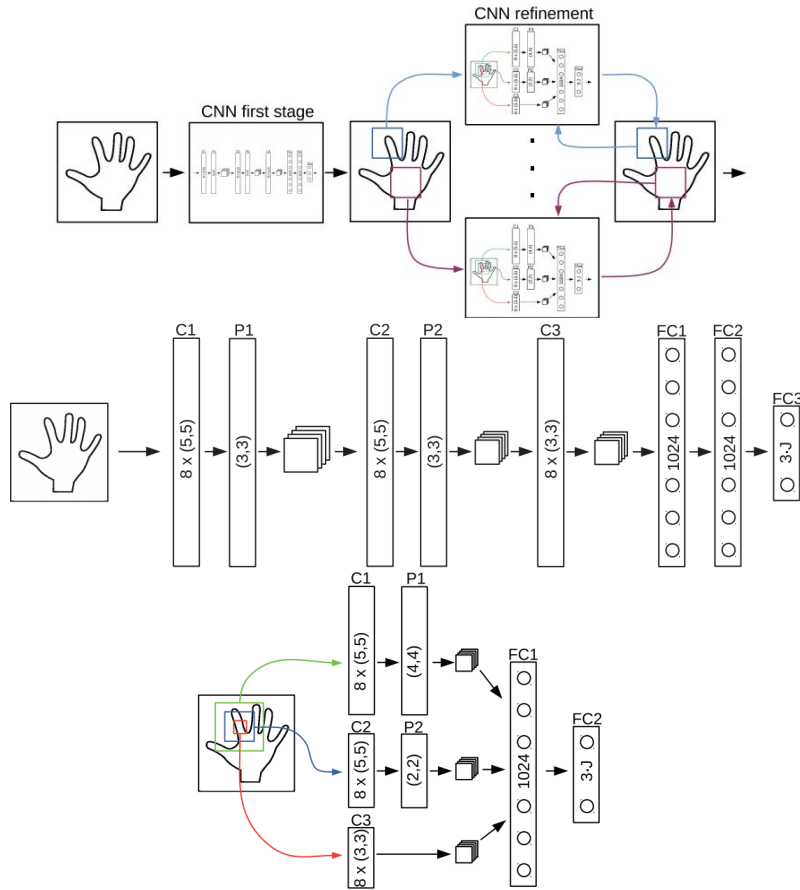 CNN refinement
CNN first stage
C1 P1 C2 P2 C3 FC1 FC2 FC3
8 x (5,5)
(3,3)
8 x (5,5)
(3,3)
8 x (3,3)
1024
1024
3·J
C1 P1
8 x (5,5)
(4,4)
FC1
1024
FC2
3·J
C2 P2
8 x (5,5)
(2,2)
C3
8 x (3,3)